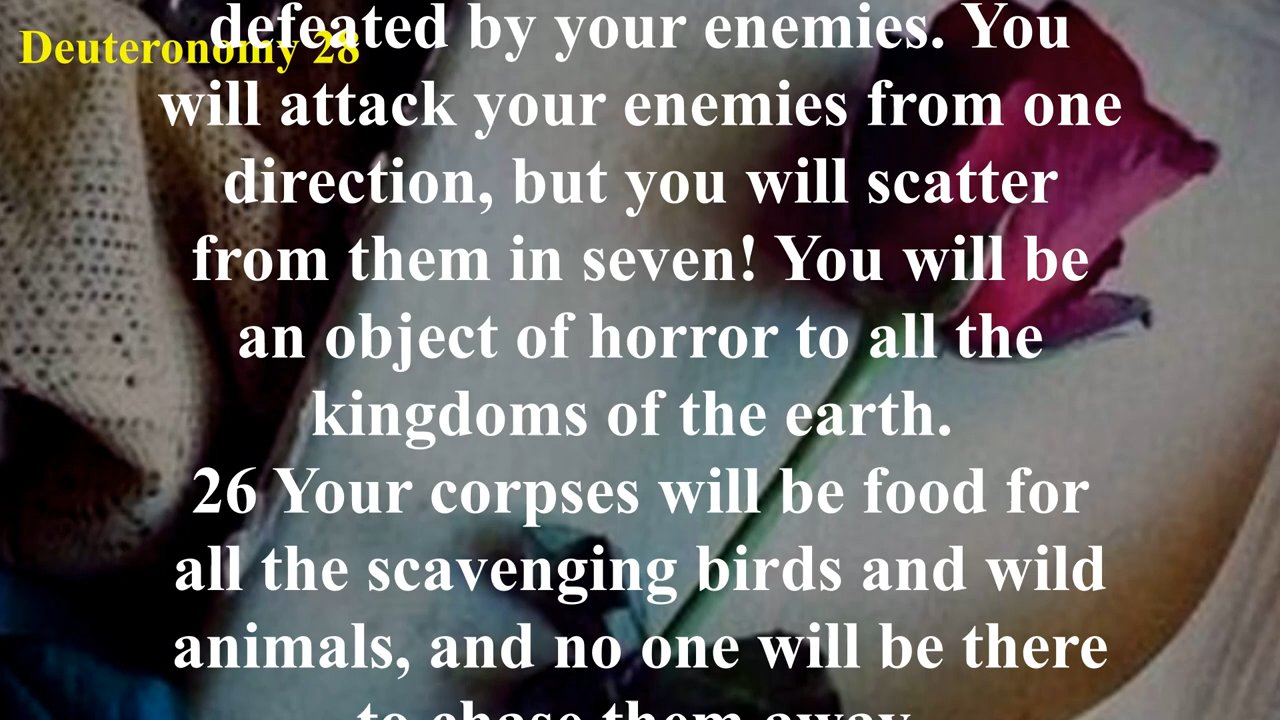 Deuteronomy 28
defeated by your enemies. You
will attack your enemies from one
direction, but you will scatter
from them in seven! You will be
an object of horror to all the
kingdoms of the earth.
26 Your corpses will be food for
all the scavenging birds and wild
animals, and no one will be there
to chase them away.